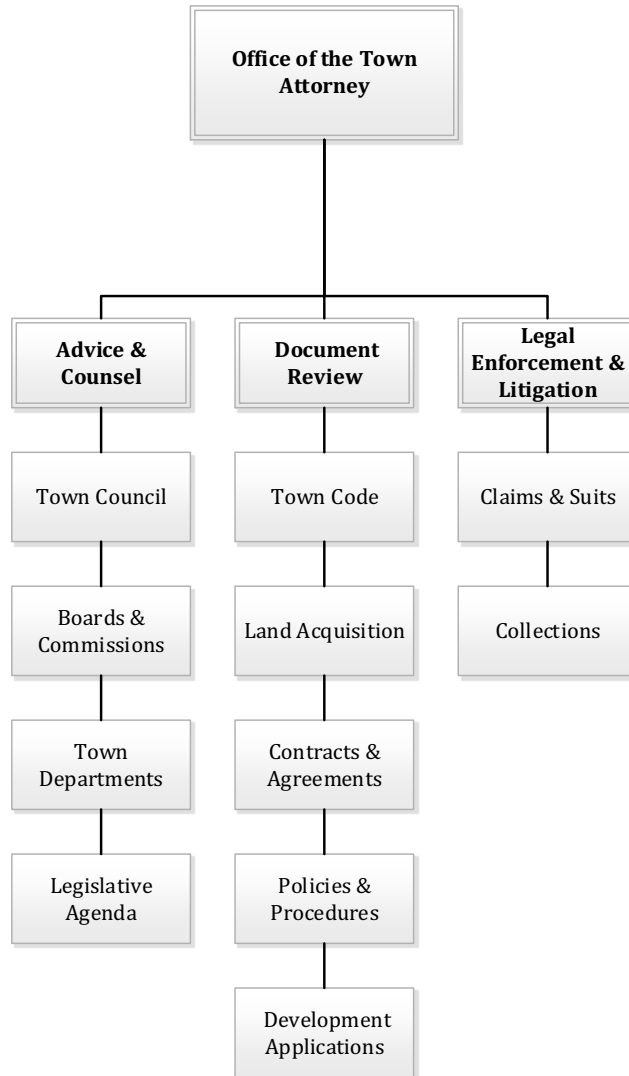 Office of the Town
Attorney
Advice &
Counsel
Town Council
Boards &
Commissions
Town
Departments
Legislative
Agenda
Document
Review
Town Code
Land Acquisition
Contracts &
Agreements
Policies &
Procedures
Development
Applications
Legal
Enforcement &
Litigation
Claims & Suits
Collections